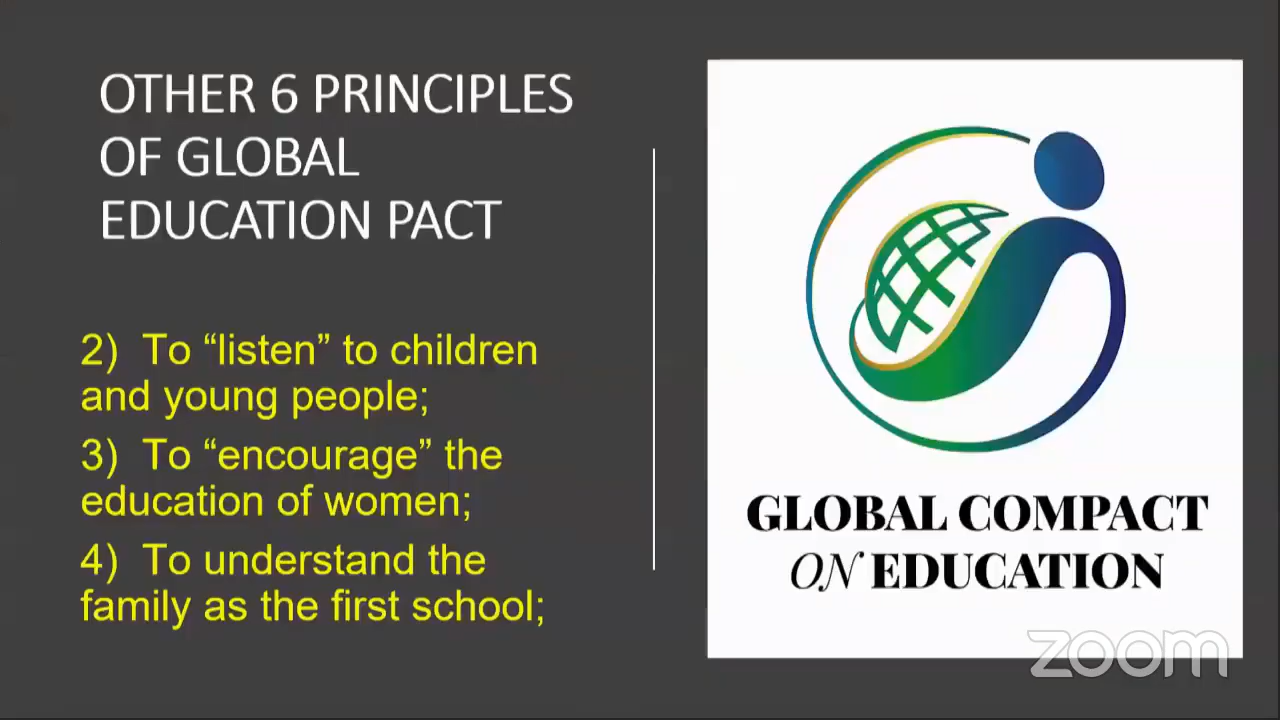 OTHER 6 PRINCIPLES
OF GLOBAL
EDUCATION PACT
2) To “listen” to children
and young people;
3) To “encourage” the
education of women;
4) To understand the
family as the first school;
GLOBAL COMPACT
ON EDUCATION
zoom